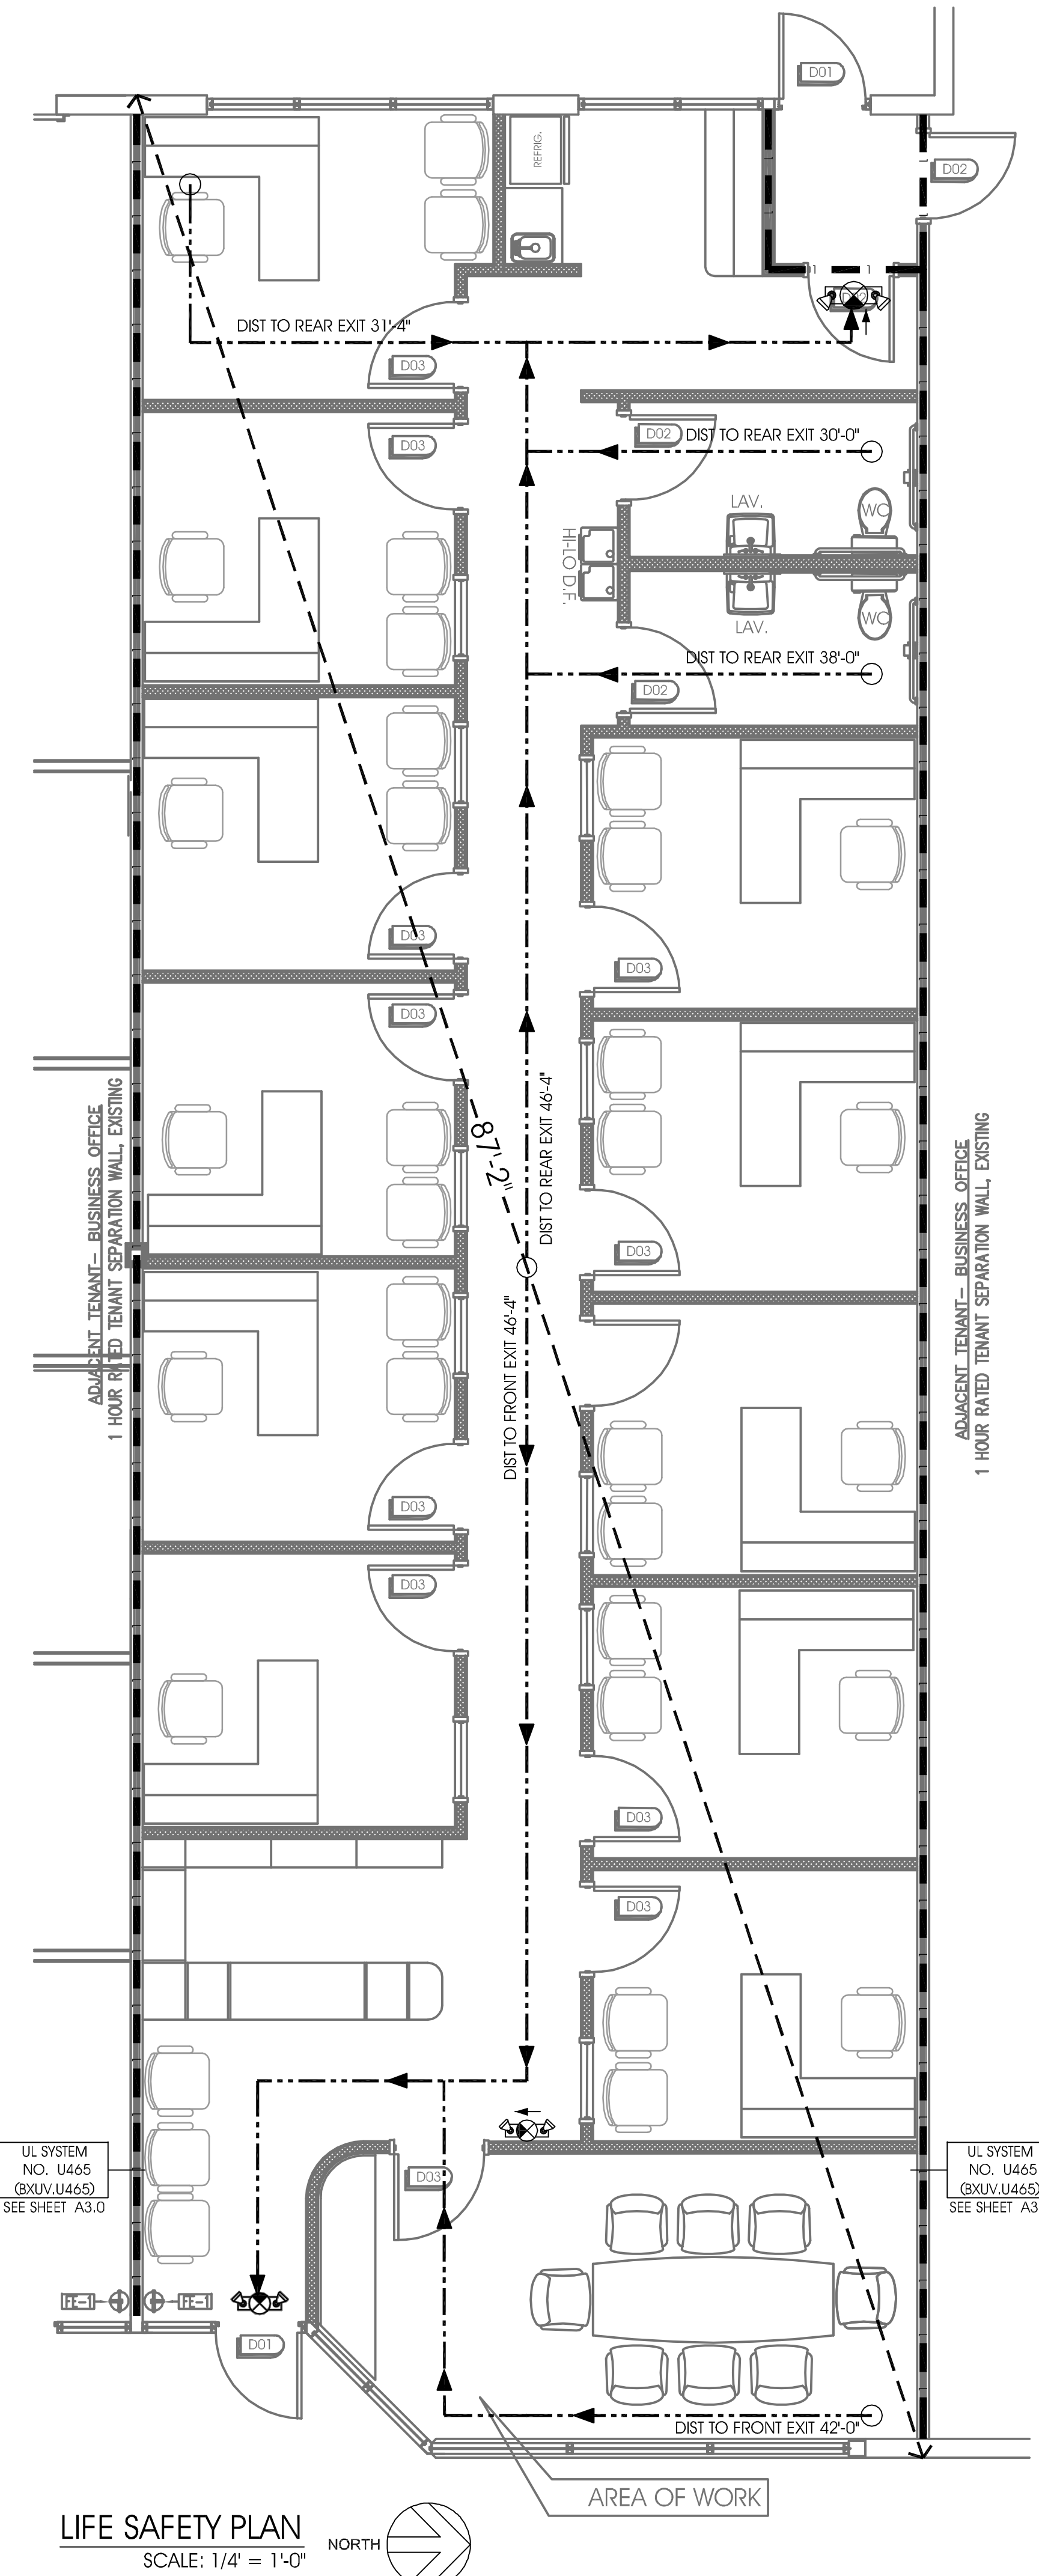 D01
D02
REFRIG.
DIST TO REAR EXIT 31'-4"
D03
D03
D02
DIST TO REAR EXIT 30'-0"
LAV.
WC
HI-LO D.F.
WC
LAV.
DIST TO REAR EXIT 38'-0"
D02
D03
D03
D03
DIST TO REAR EXIT 46'-4"
87'-2"
ADJACENT TENANT- BUSINESS OFFICE
1 HOUR RATED TENANT SEPARATION WALL, EXISTING
ADJACENT TENANT- BUSINESS OFFICE
1 HOUR RATED TENANT SEPARATION WALL, EXISTING
D03
DIST TO FRONT EXIT 46'-4"
D03
D03
D03
D03
UL SYSTEM
NO. U465
(BXUV.U465)
SEE SHEET A3.0
UL SYSTEM
NO. U465
(BXUV.U465)
SEE SHEET A3
D03
FE-1
FE-1
D01
DIST TO FRONT EXIT 42'-0"
AREA OF WORK
LIFE SAFETY PLAN
SCALE: 1/4' = 1'-0"
NORTH